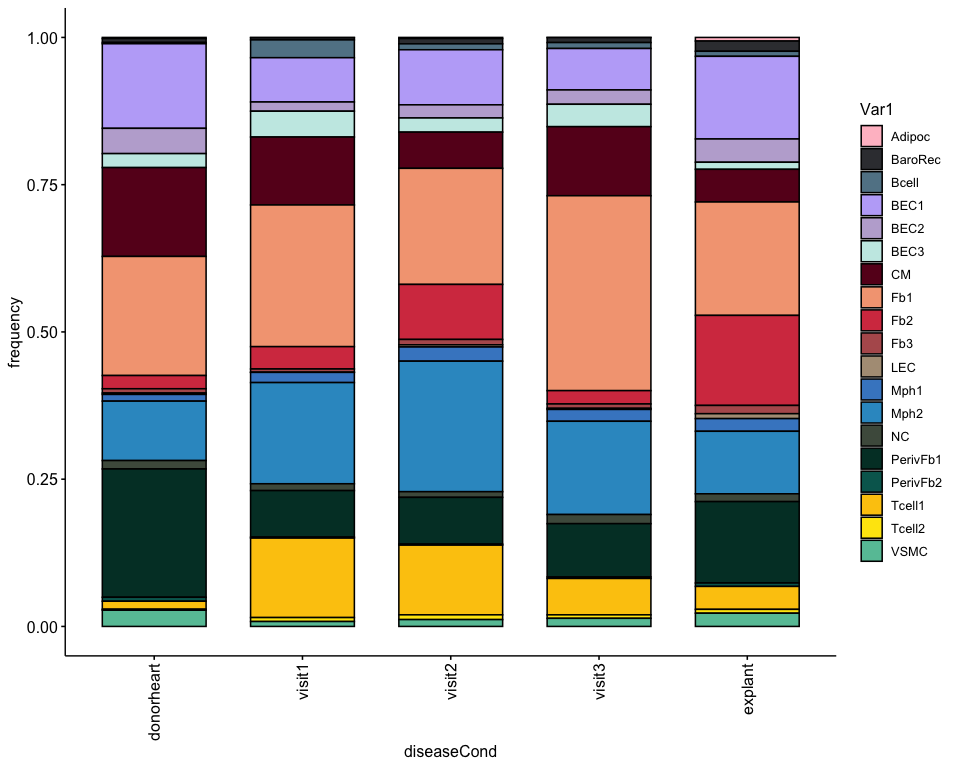 1.00
0.75
0.50
0.25
0.00
frequency
donorheart
visit1
visit2
visit3
explant
diseaseCond
Var1
Adipoc
BaroRec
Bcell
BEC1
BEC2
BEC3
CM
Fb1
Fb2
Fb3
LEC
Mph1
Mph2
NC
PerivFb1
PerivFb2
Tcell1
Tcell2
VSMC